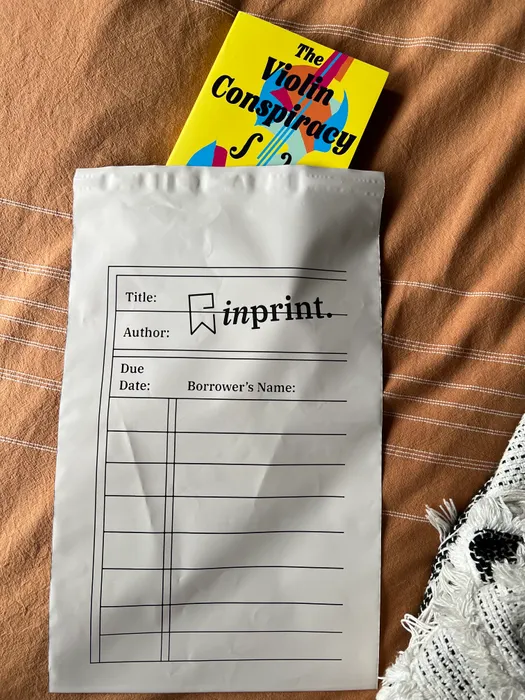 The
Violin
Conspiracy
Title:
inprint.
Author:
Due
Date:
Borrower's Name: